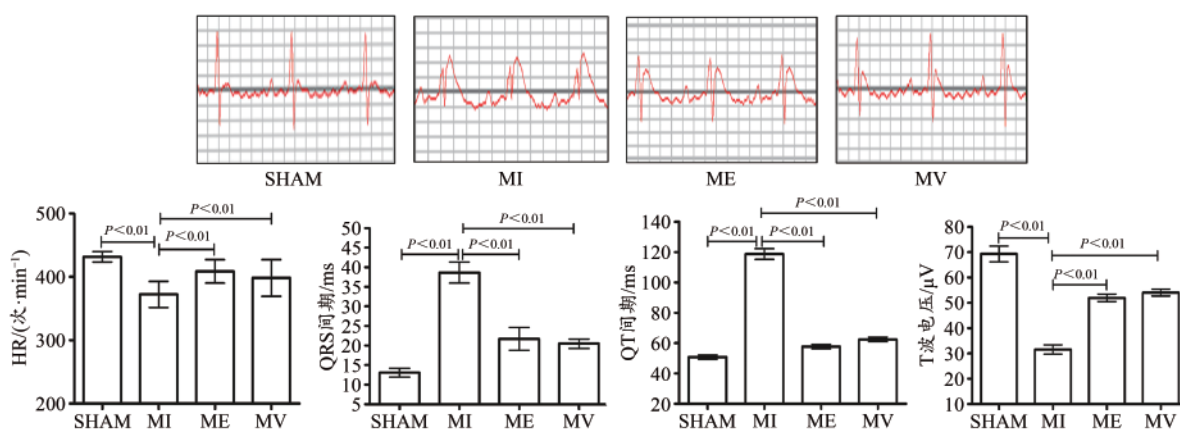 SHAM MI ME MV
P<0.01
P<0.01 P<0.01
HR/(次·min⁻¹)
500
400
300
200
SHAM MI ME MV
P<0.01
P<0.01 P<0.01
QRS间期/ms
50
45
40
35
30
25
20
15
10
5
SHAM MI ME MV
P<0.01
P<0.01 P<0.01
QT间期/ms
140
120
100
80
60
40
20
SHAM MI ME MV
P<0.01
P<0.01
P<0.01
T波电压/μV
80
70
60
50
40
30
20
10
SHAM MI ME MV